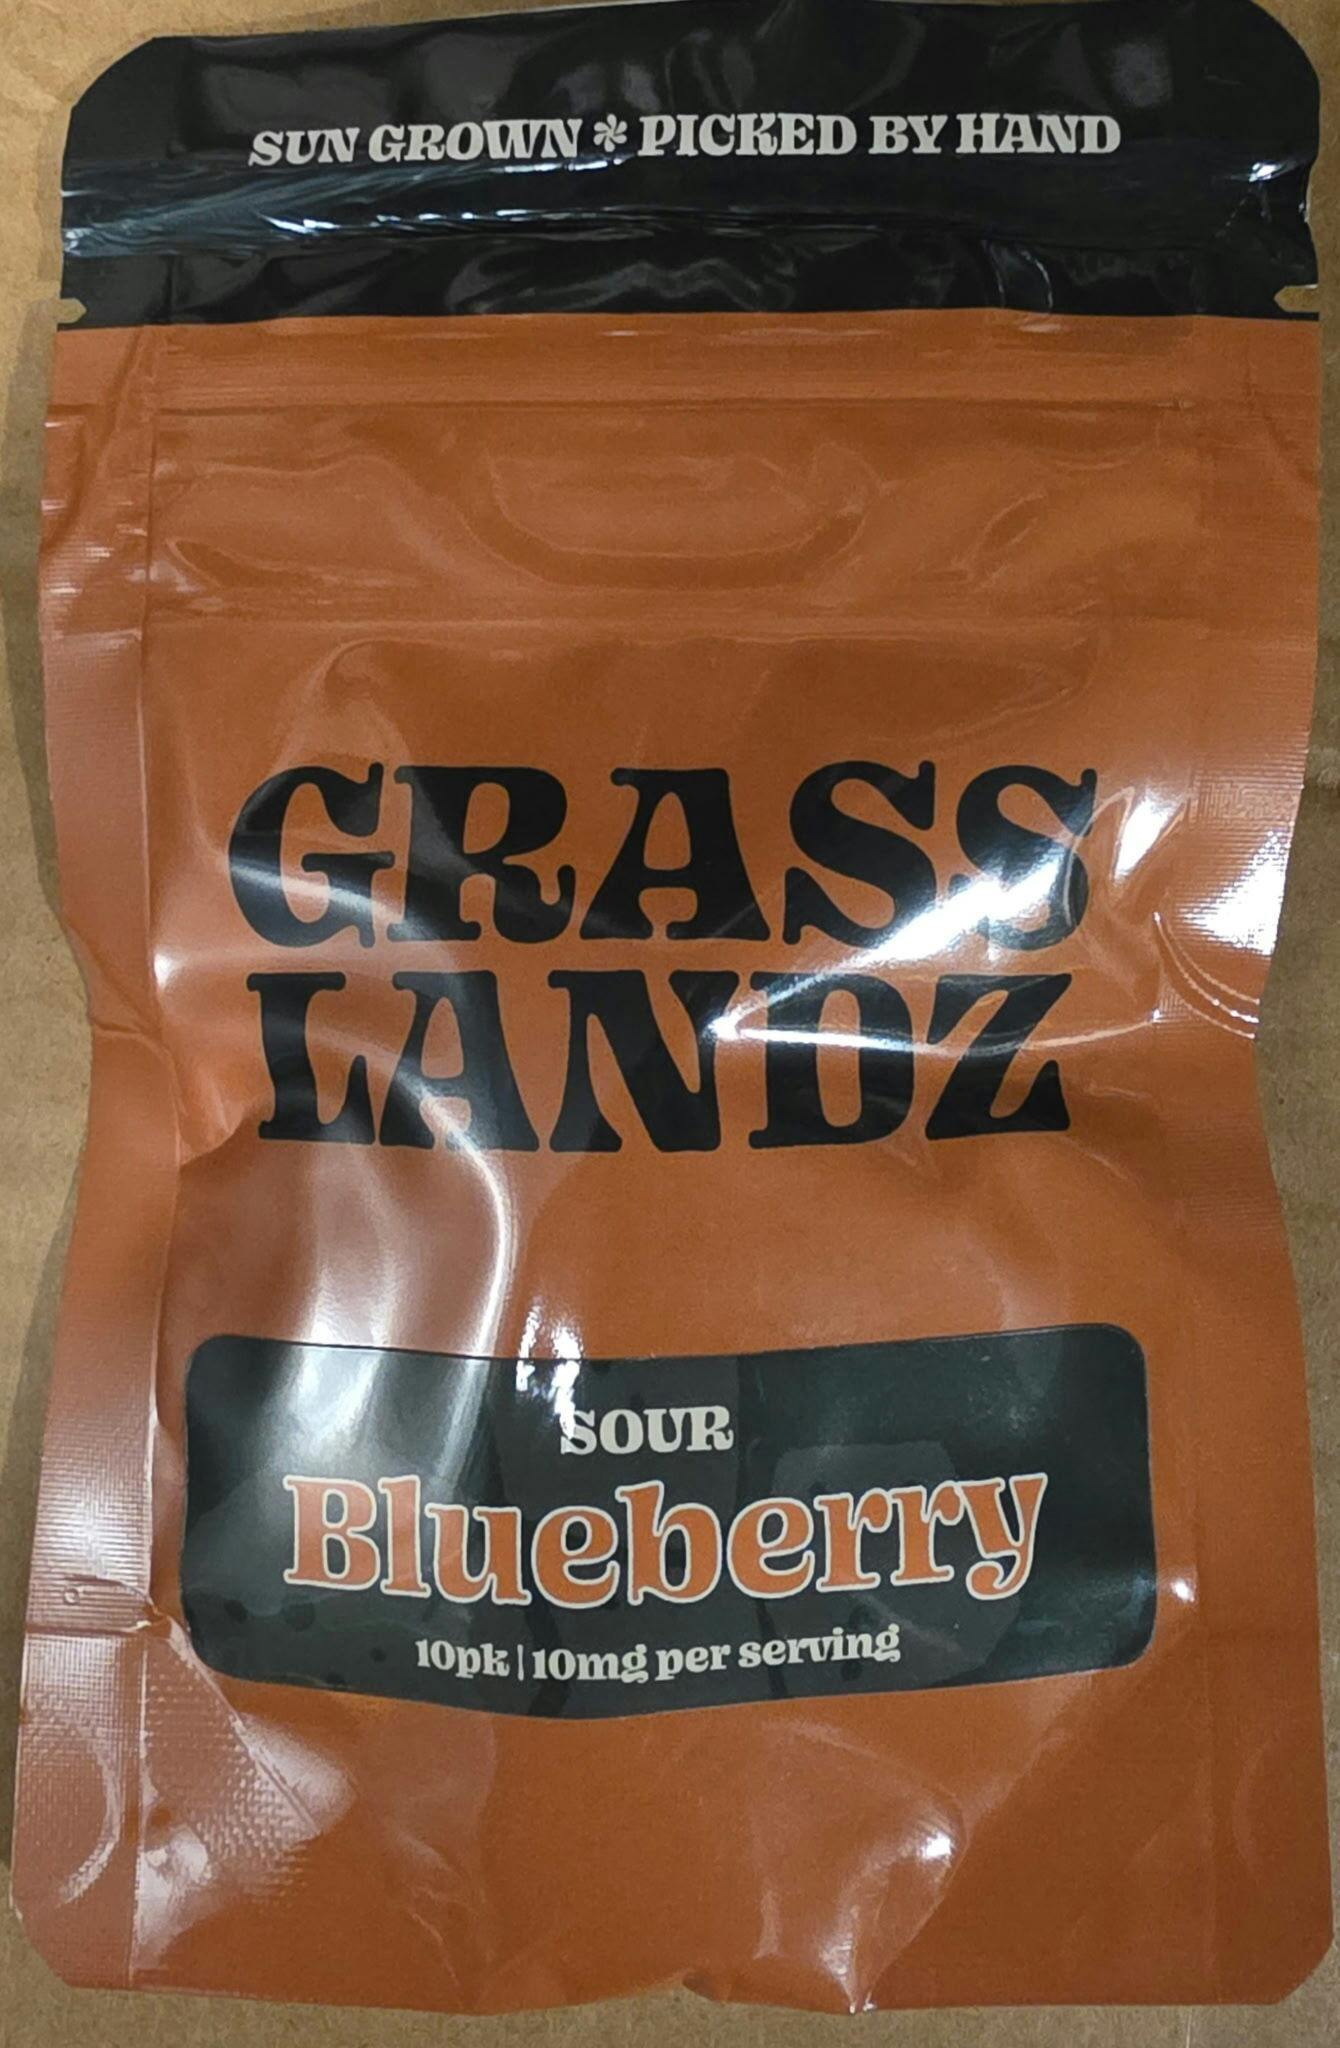 SUN GROWN * PICKED BY HAND
GRASS
LANDZ
SOUR
Blueberry
10pk | 10mg per serving